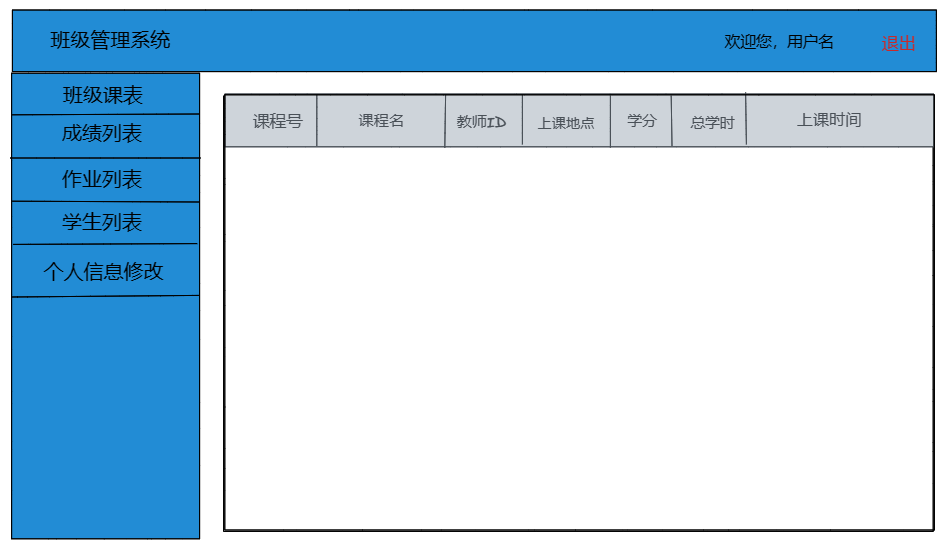 班级管理系统 欢迎您，用户名 退出
班级课表
成绩列表
作业列表
学生列表
个人信息修改
课程号 课程名 教师ID 上课地点 学分 总学时 上课时间